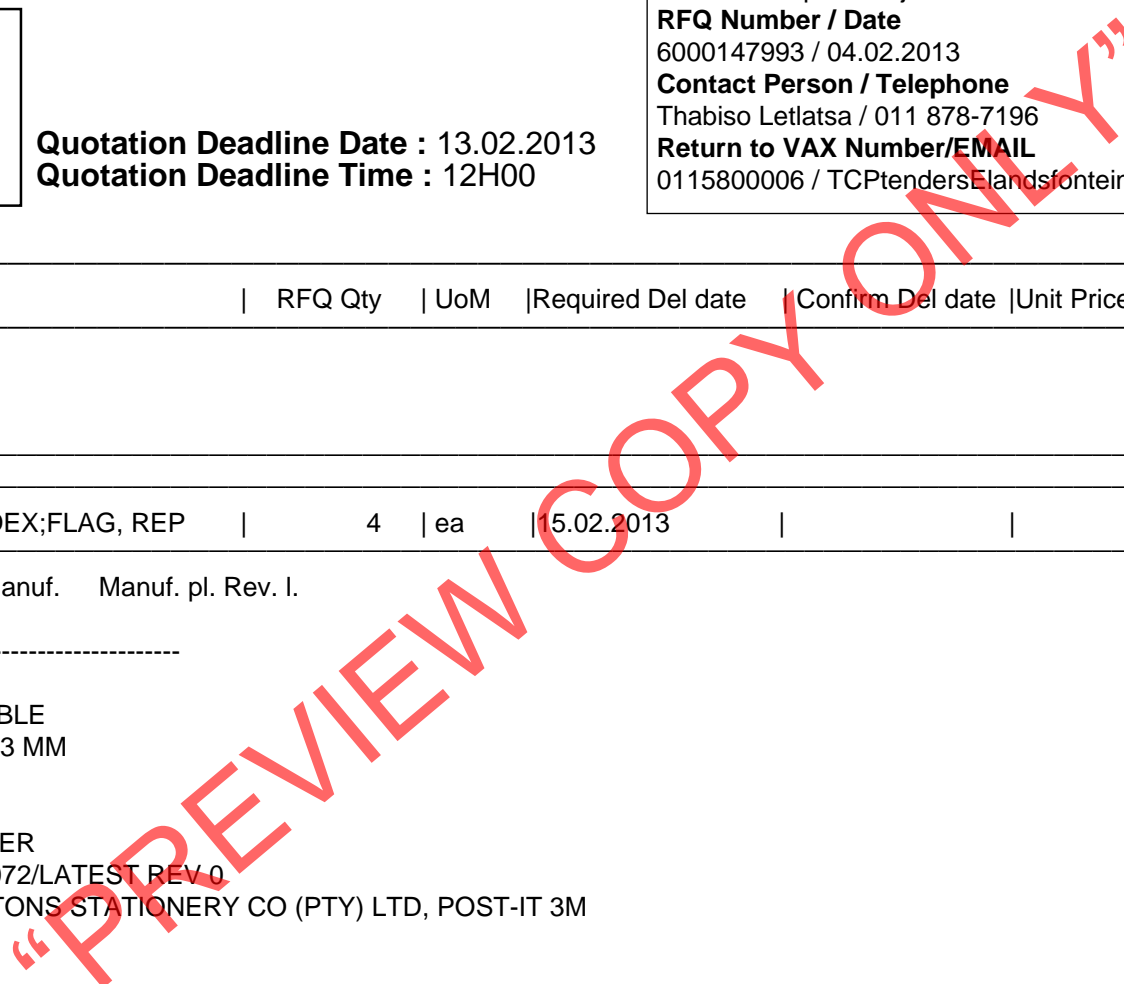 RFQ Number / Date
6000147993 / 04.02.2013
Contact Person / Telephone
Thabiso Letlatsa / 011 878-7196
Quotation Deadline Date : 13.02.2013
Return to VAX Number/EMAIL
Quotation Deadline Time : 12H00
0115800006 / TCPtendersElandsfontein
| RFQ Qty | UoM |Required Del date | Confirm Del date |Unit Price
DEX;FLAG, REP | 4 | ea |15.02.2013 | |
anuf. Manuf. pl. Rev. l.
---------------------
BLE
3 MM
ER
072/LATEST REV 0
TONS STATIONERY CO (PTY) LTD, POST-IT 3M
“PREVIEW COPY ONLY”